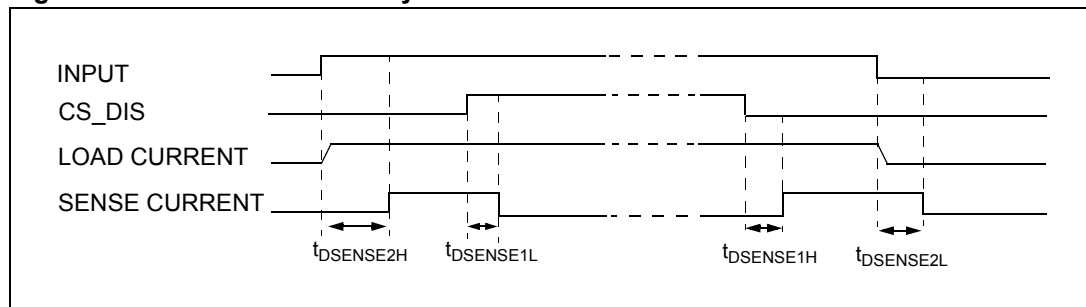 INPUT
CS_DIS
LOAD CURRENT
SENSE CURRENT
tDSENSE2H tDSENSE1L tDSENSE1H tDSENSE2L